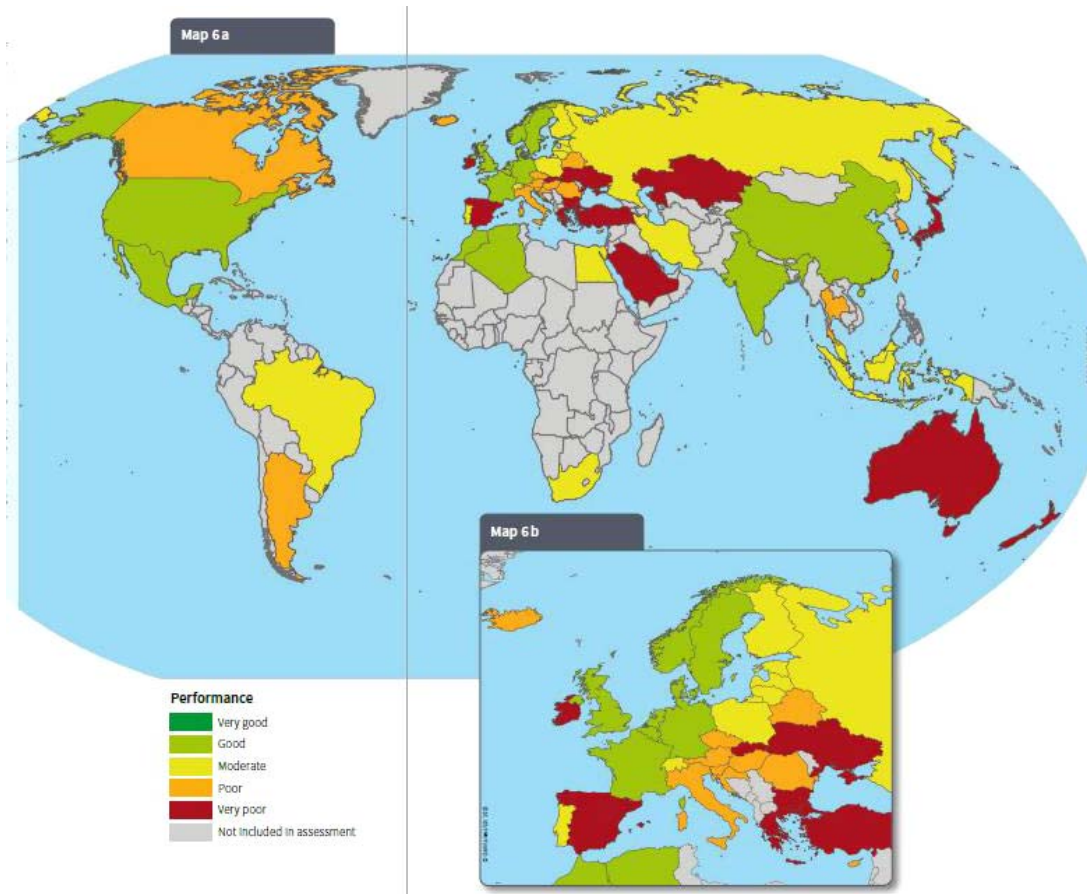 Map 6a
Map 6b
Performance
Very good
Good
Moderate
Poor
Very poor
Not included in assessment